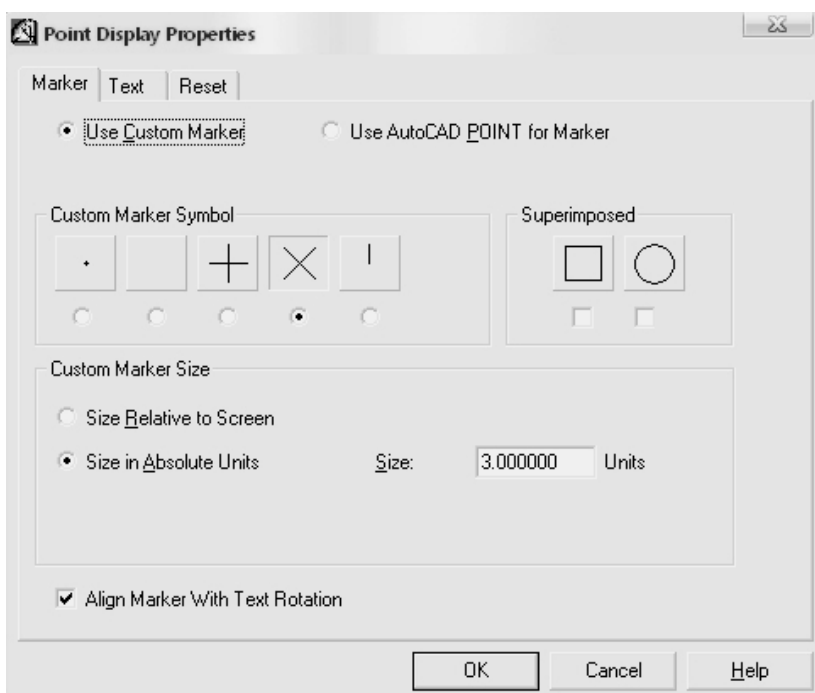 Point Display Properties
Marker Text Reset
Use Custom Marker Use AutoCAD POINT for Marker
Custom Marker Symbol Superimposed
Custom Marker Size
Size Relative to Screen
Size in Absolute Units Size: 3.000000 Units
Align Marker With Text Rotation
OK Cancel Help